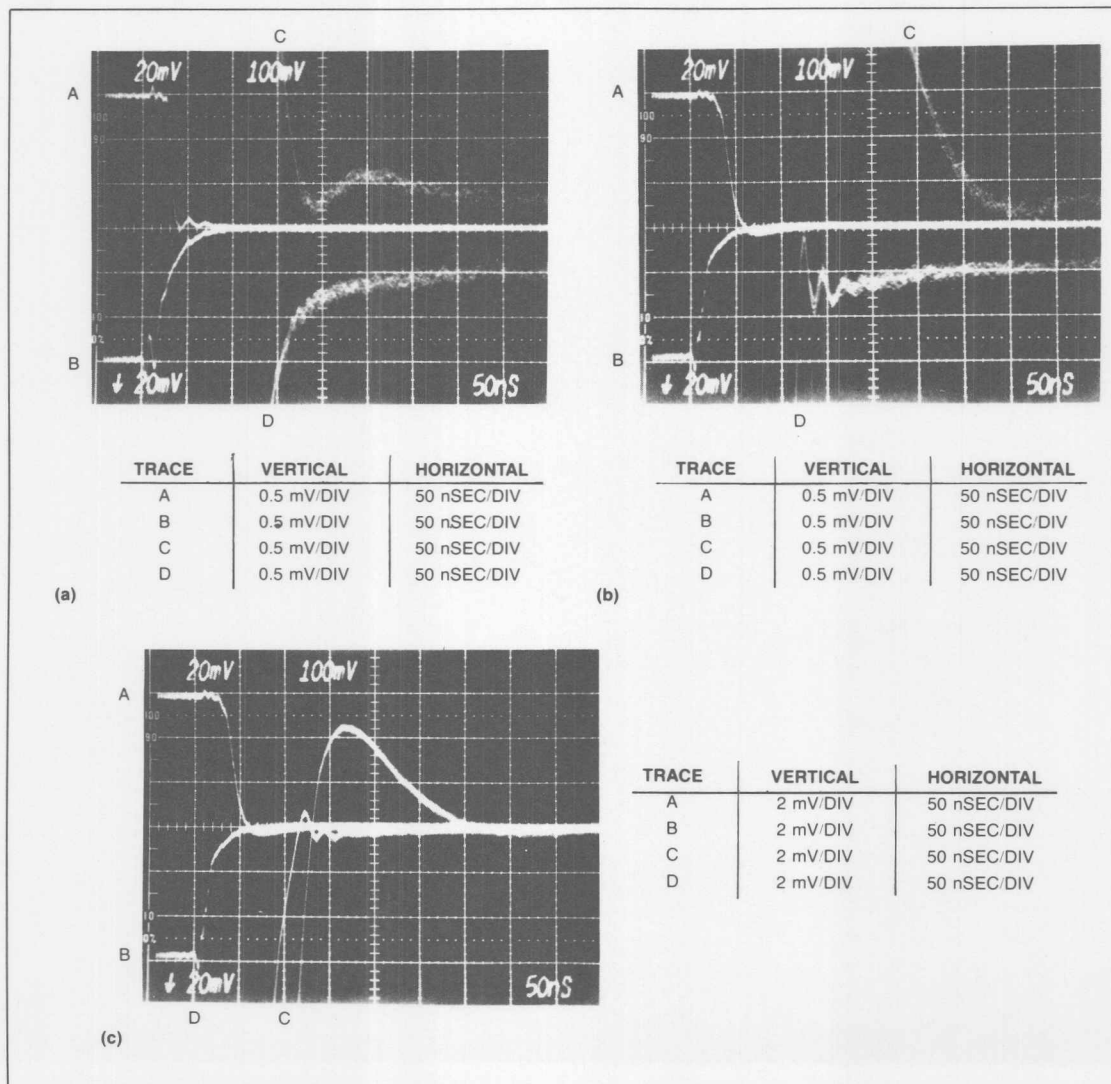 C
C
20mV 100mV
20mV 100mV
A
A
100
90
100
90
10
0%
10
0%
B
B
↓ 20mV 50nS
↓ 20mV 50nS
D
D
TRACE VERTICAL HORIZONTAL
A 0.5 mV/DIV 50 nSEC/DIV
B 0.5 mV/DIV 50 nSEC/DIV
C 0.5 mV/DIV 50 nSEC/DIV
D 0.5 mV/DIV 50 nSEC/DIV
(a)
TRACE VERTICAL HORIZONTAL
A 0.5 mV/DIV 50 nSEC/DIV
B 0.5 mV/DIV 50 nSEC/DIV
C 0.5 mV/DIV 50 nSEC/DIV
D 0.5 mV/DIV 50 nSEC/DIV
(b)
20mV 100mV
A
100
90
10
0%
B
↓ 20mV 50nS
D C
(c)
TRACE VERTICAL HORIZONTAL
A 2 mV/DIV 50 nSEC/DIV
B 2 mV/DIV 50 nSEC/DIV
C 2 mV/DIV 50 nSEC/DIV
D 2 mV/DIV 50 nSEC/DIV